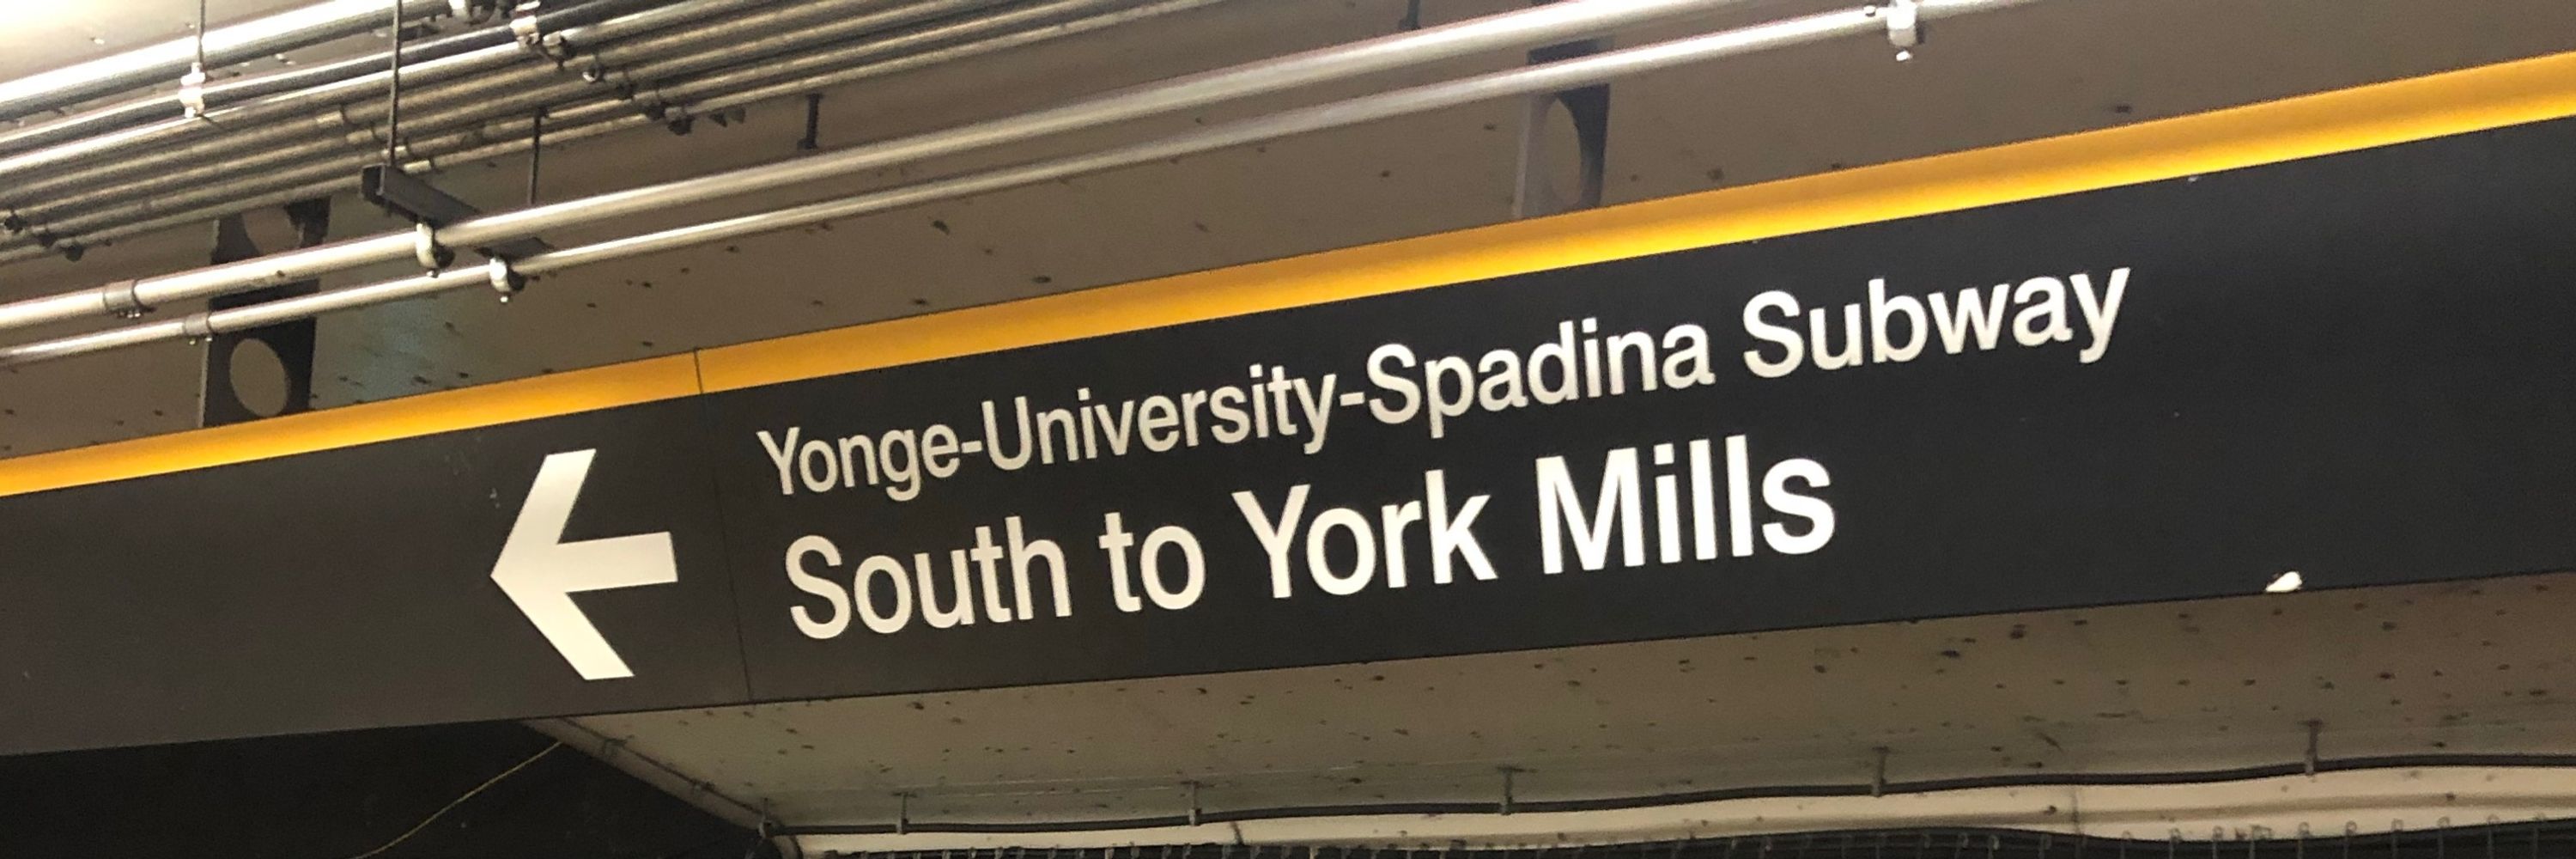 Yonge-University-Spadina Subway
South to York Mills